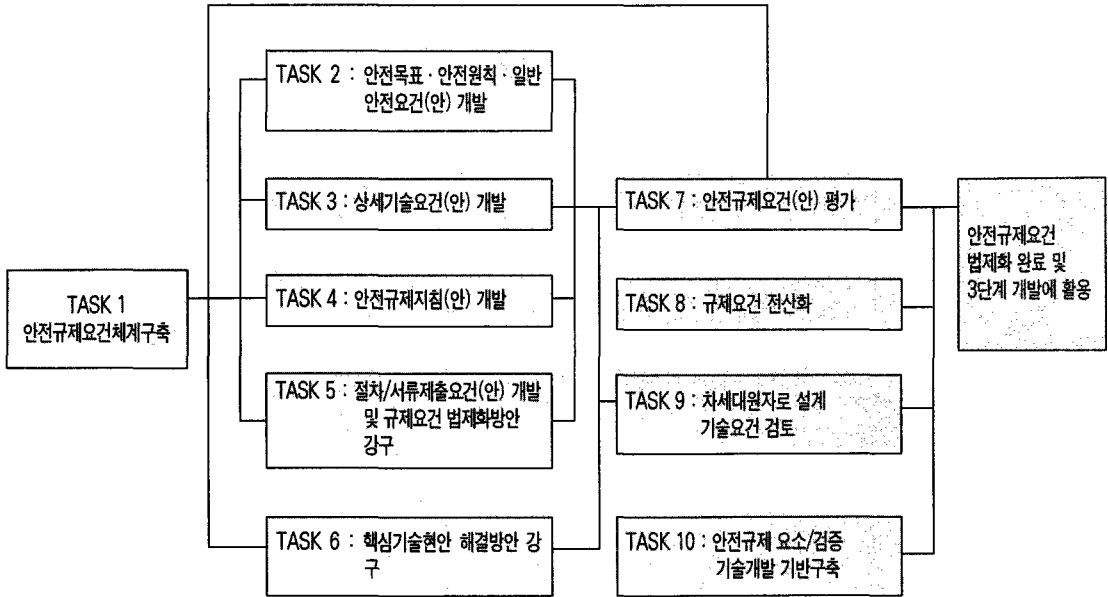 TASK 1
안전규제요건체계구축
TASK 2 : 안전목표·안전원칙·일반
안전요건(안) 개발
TASK 3 : 상세기술요건(안) 개발
TASK 4 : 안전규제지침(안) 개발
TASK 5 : 절차/서류제출요건(안) 개발
및 규제요건 법제화방안
강구
TASK 6 : 핵심기술현안 해결방안 강
구
TASK 7 : 안전규제요건(안) 평가
TASK 8 : 규제요건 전산화
TASK 9 : 차세대원자로 설계
기술요건 검토
TASK 10 : 안전규제 요소/검증
기술개발 기반구축
안전규제요건
법제화 완료 및
3단계 개발에 활용